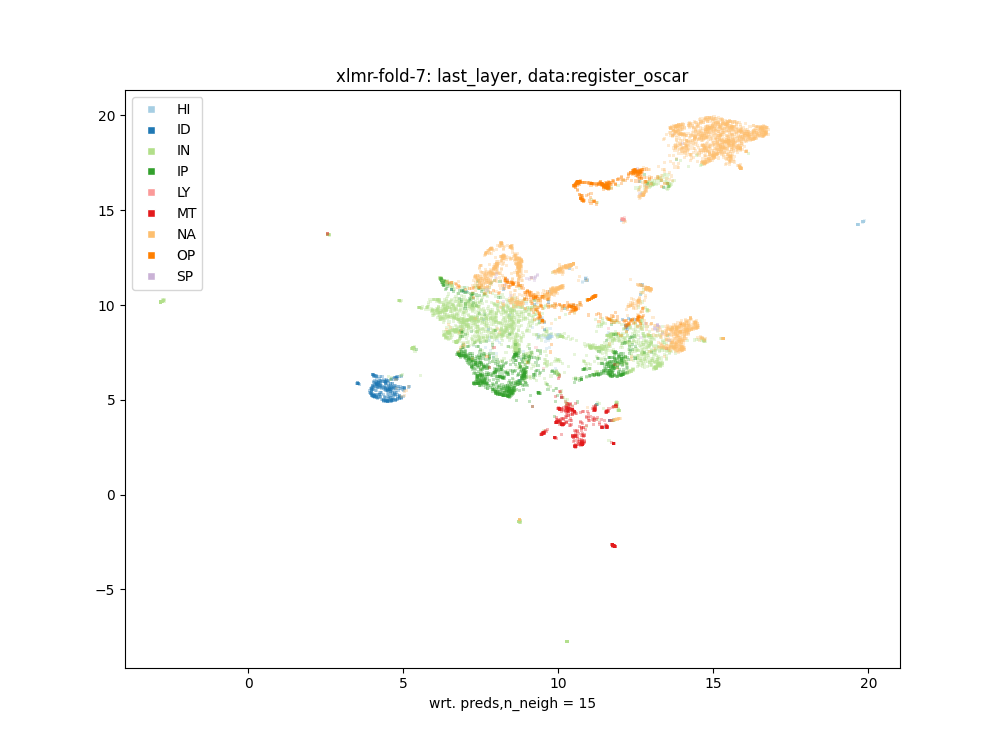 xlmr-fold-7: last_layer, data:register_oscar
HI
ID
IN
IP
LY
MT
NA
OP
SP
20
15
10
5
0
−5
0
5
10
15
20
wrt. preds,n_neigh = 15